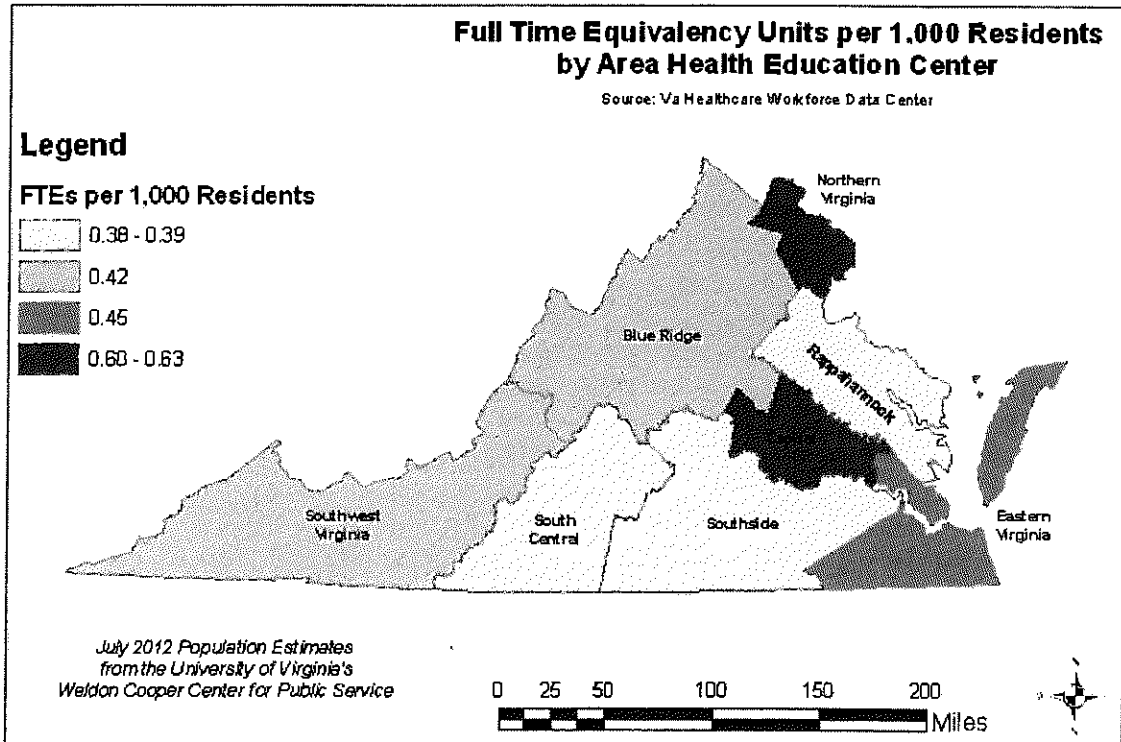 Full Time Equivalency Units per 1,000 Residents
by Area Health Education Center
Source: Va Healthcare Workforce Data Center
Legend
FTEs per 1,000 Residents
0.38 - 0.39
0.42
0.45
0.60 - 0.63
Northern
Virginia
Blue Ridge
Rappahannock
Southwest
Virginia
South
Central
Southside
Eastern
Virginia
July 2012 Population Estimates
from the University of Virginia's
Weldon Cooper Center for Public Service
0 25 50 100 150 200
Miles